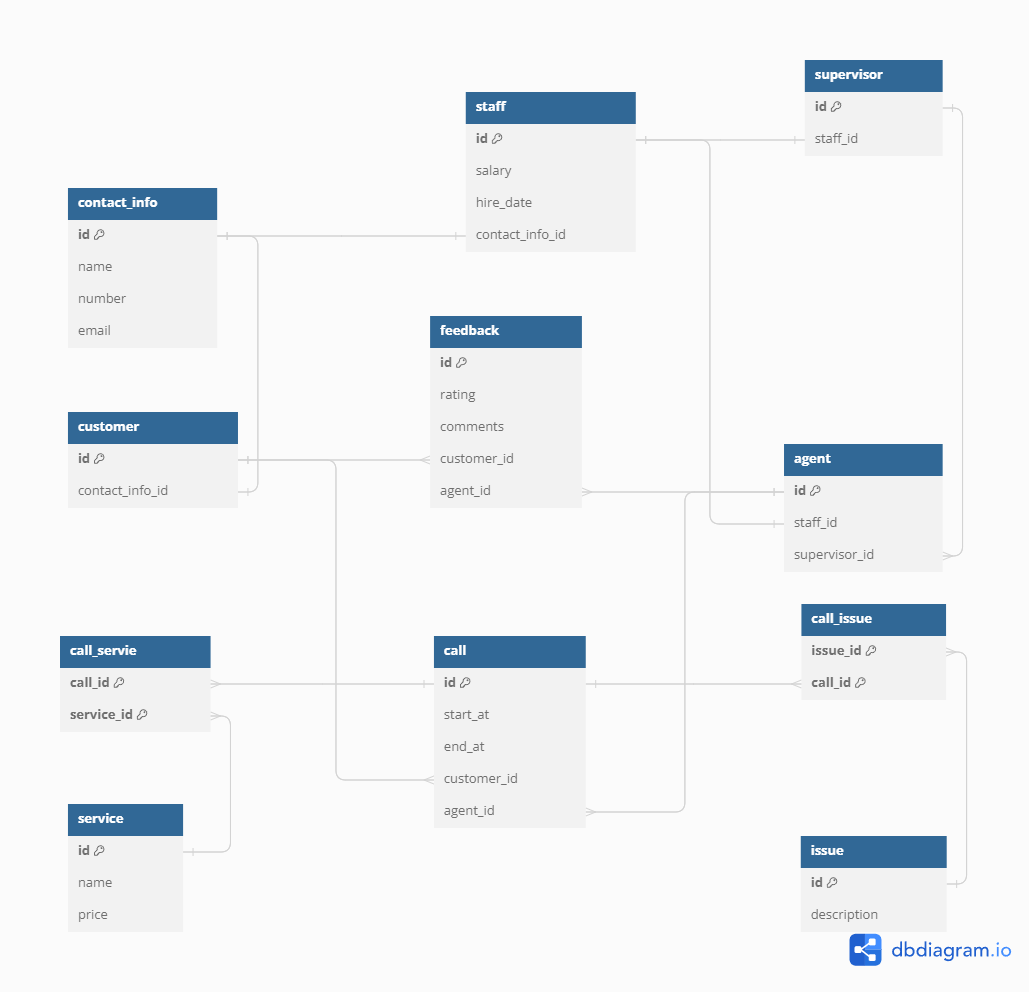 supervisor
id
staff_id
staff
id
salary
hire_date
contact_info_id
contact_info
id
name
number
email
feedback
id
rating
comments
customer_id
agent_id
customer
id
contact_info_id
agent
id
staff_id
supervisor_id
call_servie
call_id
service_id
call
id
start_at
end_at
customer_id
agent_id
call_issue
issue_id
call_id
service
id
name
price
issue
id
description
dbdiagram.io